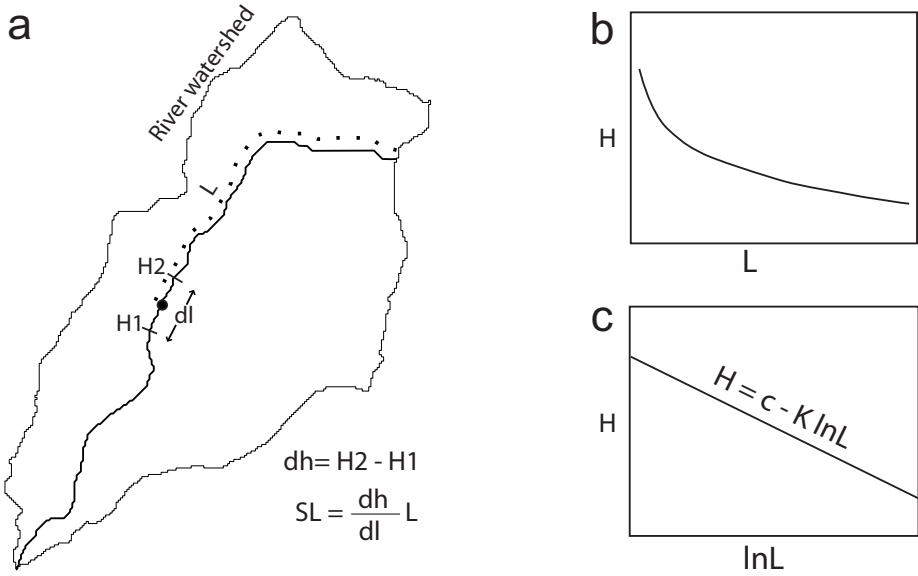 a
River watershed
L
H2
H1
dl
dh= H2 - H1
SL = dh/dl L
b
H
L
c
H
H = c - K lnL
lnL